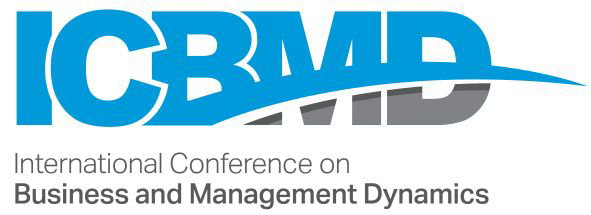 ICBMD
International Conference on
Business and Management Dynamics